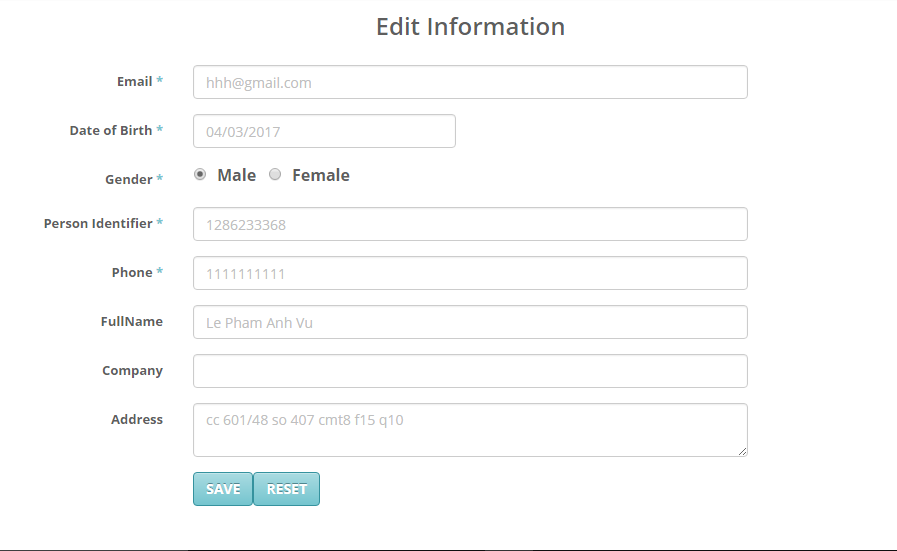 Edit Information
Email * hhh@gmail.com
Date of Birth * 04/03/2017
Gender * Male Female
Person Identifier * 1286233368
Phone * 1111111111
FullName Le Pham Anh Vu
Company
Address cc 601/48 so 407 cmt8 f15 q10
SAVE RESET